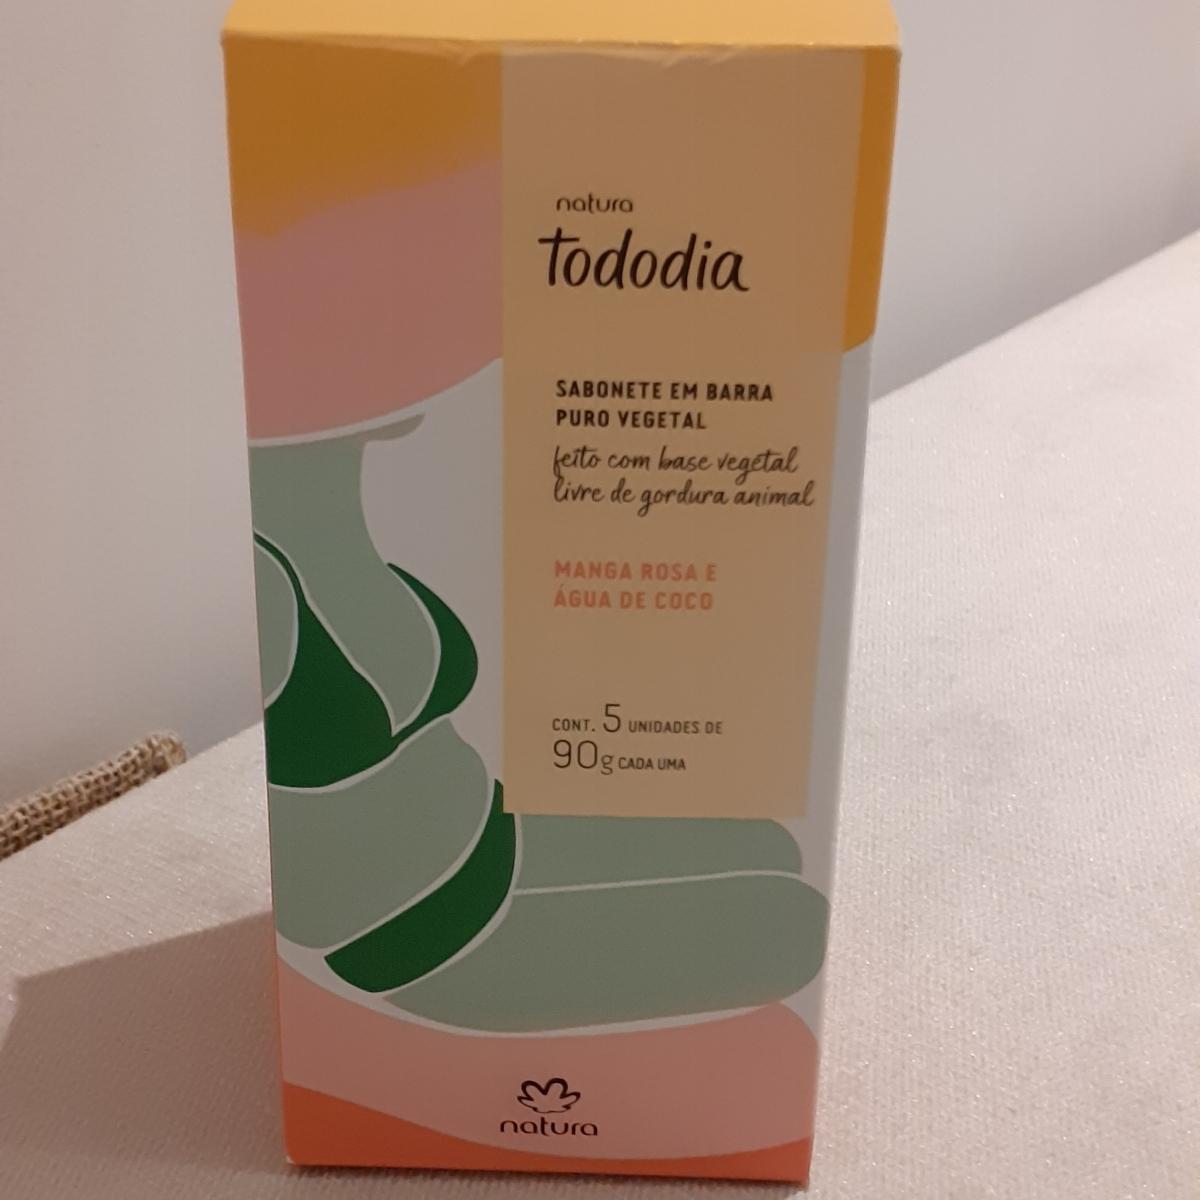 natura
tododia
SABONETE EM BARRA
PURO VEGETAL
feito com base vegetal
livre de gordura animal
MANGA ROSA E
ÁGUA DE COCO
CONT. 5 UNIDADES DE
90g CADA UMA
natura